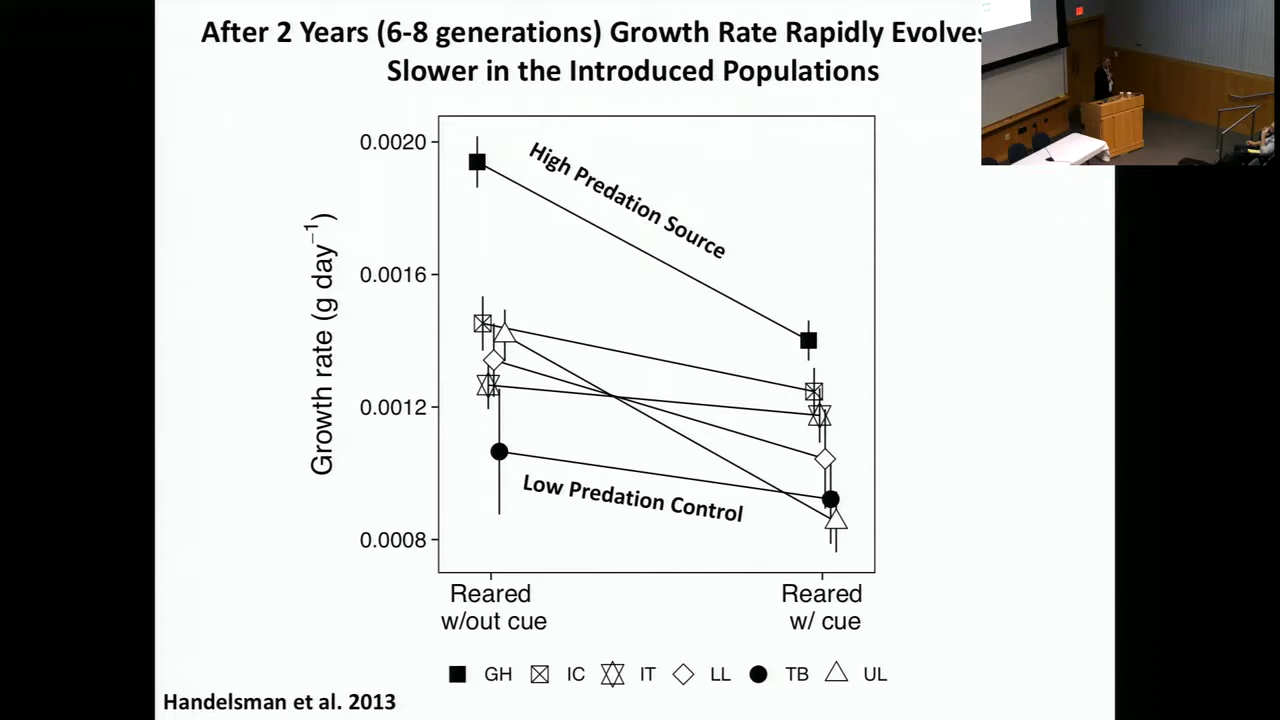 After 2 Years (6-8 generations) Growth Rate Rapidly Evolves
Slower in the Introduced Populations
High Predation Source
Low Predation Control
Growth rate (g day⁻¹)
0.0020
0.0016
0.0012
0.0008
Reared
w/out cue
Reared
w/ cue
GH IC IT LL TB UL
Handelsman et al. 2013